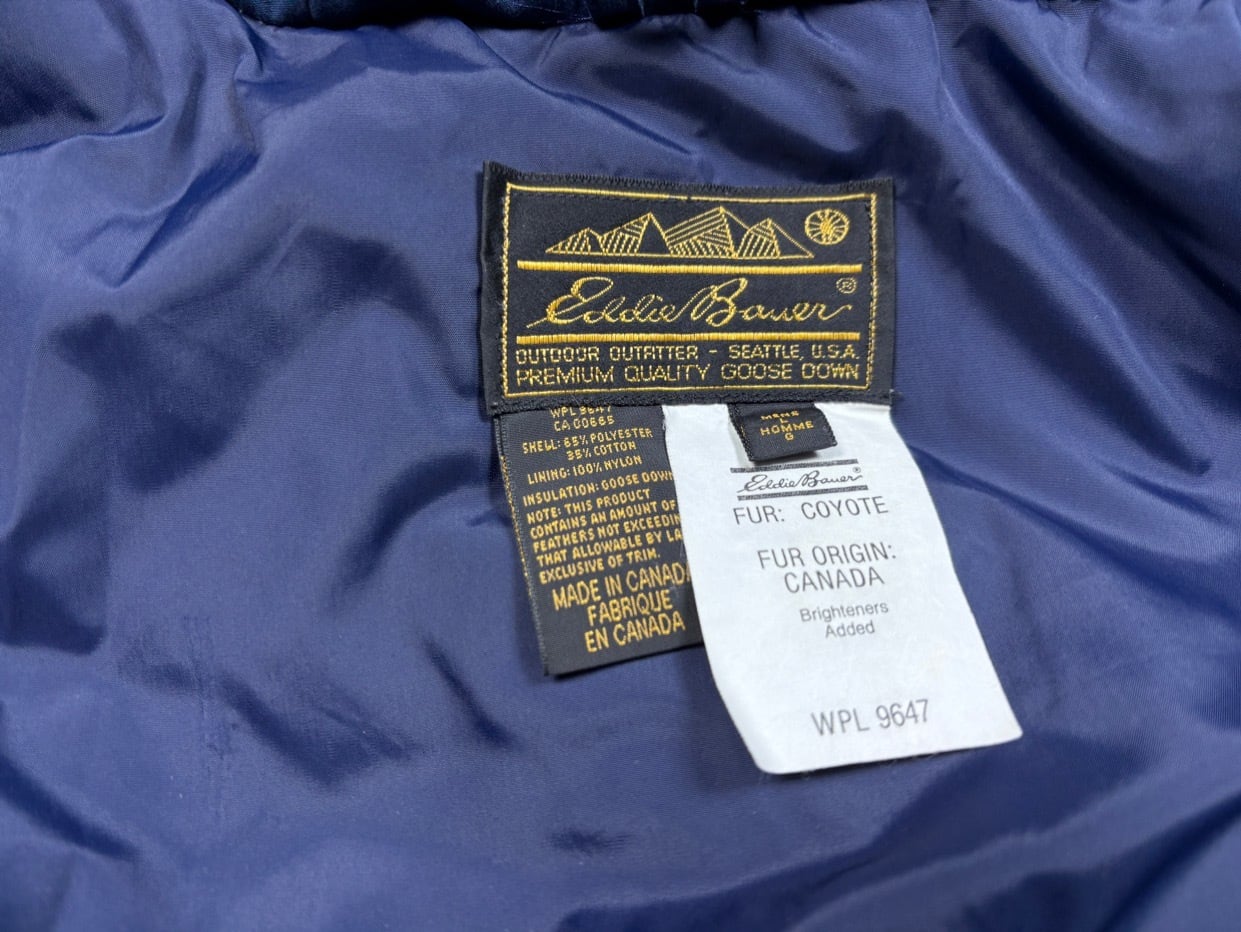 Eddie Bauer ®
OUTDOOR OUTFITTER - SEATTLE, U.S.A.
PREMIUM QUALITY GOOSE DOWN
WPL 9647
CA 00665
SHELL: 65% POLYESTER
35% COTTON
LINING: 100% NYLON
INSULATION: GOOSE DOWN
NOTE: THIS PRODUCT
CONTAINS AN AMOUNT OF
FEATHERS NOT EXCEEDIN
THAT ALLOWABLE BY LA
EXCLUSIVE OF TRIM.
MADE IN CANADA
FABRIQUE
EN CANADA
MENS
L
HOMME
G
Eddie Bauer
FUR: COYOTE
FUR ORIGIN:
CANADA
Brighteners
Added
WPL 9647